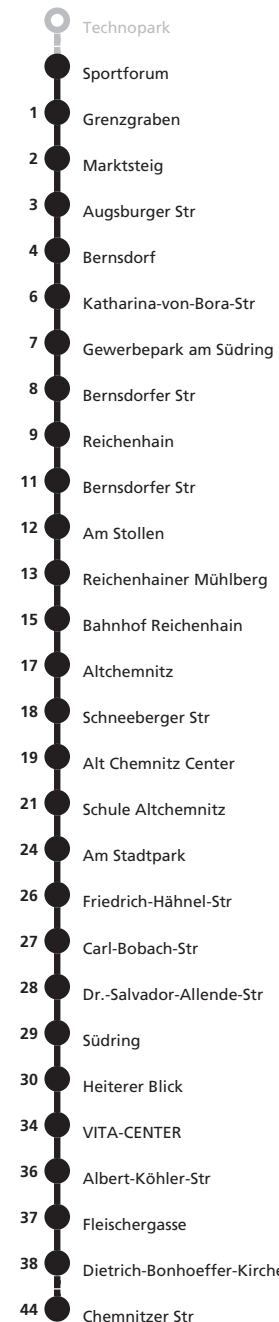 Technopark
Sportforum
1 Grenzgraben
2 Marktsteig
3 Augsburger Str
4 Bernsdorf
6 Katharina-von-Bora-Str
7 Gewerbepark am Südring
8 Bernsdorfer Str
9 Reichenhain
11 Bernsdorfer Str
12 Am Stollen
13 Reichenhainer Mühlberg
15 Bahnhof Reichenhain
17 Altchemnitz
18 Schneeberger Str
19 Alt Chemnitz Center
21 Schule Altchemnitz
24 Am Stadtpark
26 Friedrich-Hähnel-Str
27 Carl-Bobach-Str
28 Dr.-Salvador-Allende-Str
29 Südring
30 Heiterer Blick
34 VITA-CENTER
36 Albert-Köhler-Str
37 Fleischergasse
38 Dietrich-Bonhoeffer-Kirche
44 Chemnitzer Str